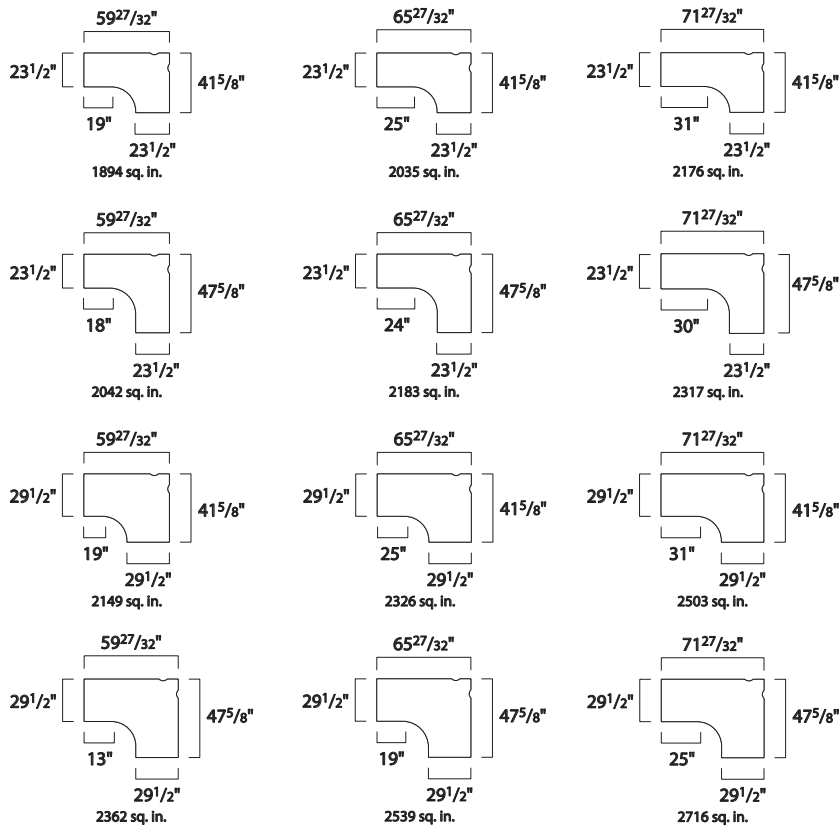 59 27/32" 65 27/32" 71 27/32"
23 1/2" 41 5/8" 23 1/2" 41 5/8" 23 1/2" 41 5/8"
19" 25" 31"
23 1/2" 23 1/2" 23 1/2"
1894 sq. in. 2035 sq. in. 2176 sq. in.
59 27/32" 65 27/32" 71 27/32"
23 1/2" 47 5/8" 23 1/2" 47 5/8" 23 1/2" 47 5/8"
18" 24" 30"
23 1/2" 23 1/2" 23 1/2"
2042 sq. in. 2183 sq. in. 2317 sq. in.
59 27/32" 65 27/32" 71 27/32"
29 1/2" 41 5/8" 29 1/2" 41 5/8" 29 1/2" 41 5/8"
19" 25" 31"
29 1/2" 29 1/2" 29 1/2"
2149 sq. in. 2326 sq. in. 2503 sq. in.
59 27/32" 65 27/32" 71 27/32"
29 1/2" 47 5/8" 29 1/2" 47 5/8" 29 1/2" 47 5/8"
13" 19" 25"
29 1/2" 29 1/2" 29 1/2"
2362 sq. in. 2539 sq. in. 2716 sq. in.